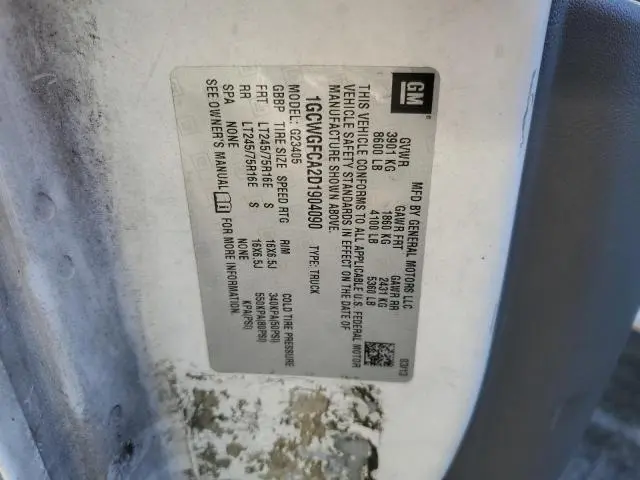 GM ®
MFD BY GENERAL MOTORS LLC
GVWR GAWR FRT GAWR RR
3901 KG 1860 KG 2431 KG
8600 LB 4100 LB 5360 LB
03/13
THIS VEHICLE CONFORMS TO ALL APPLICABLE U.S. FEDERAL MOTOR
VEHICLE SAFETY STANDARDS IN EFFECT ON THE DATE OF
MANUFACTURE SHOWN ABOVE.
1GCWGFCA2D1904090 TYPE: TRUCK
MODEL: G23405
GBBP TIRE SIZE SPEED RTG RIM COLD TIRE PRESSURE
FRT LT245/75R16E S 16X6.5J 340KPA(50PSI)
RR LT245/75R16E S 16X6.5J 550KPA(80PSI)
SPA NONE NONE KPA(PSI)
SEE OWNER'S MANUAL FOR MORE INFORMATION.